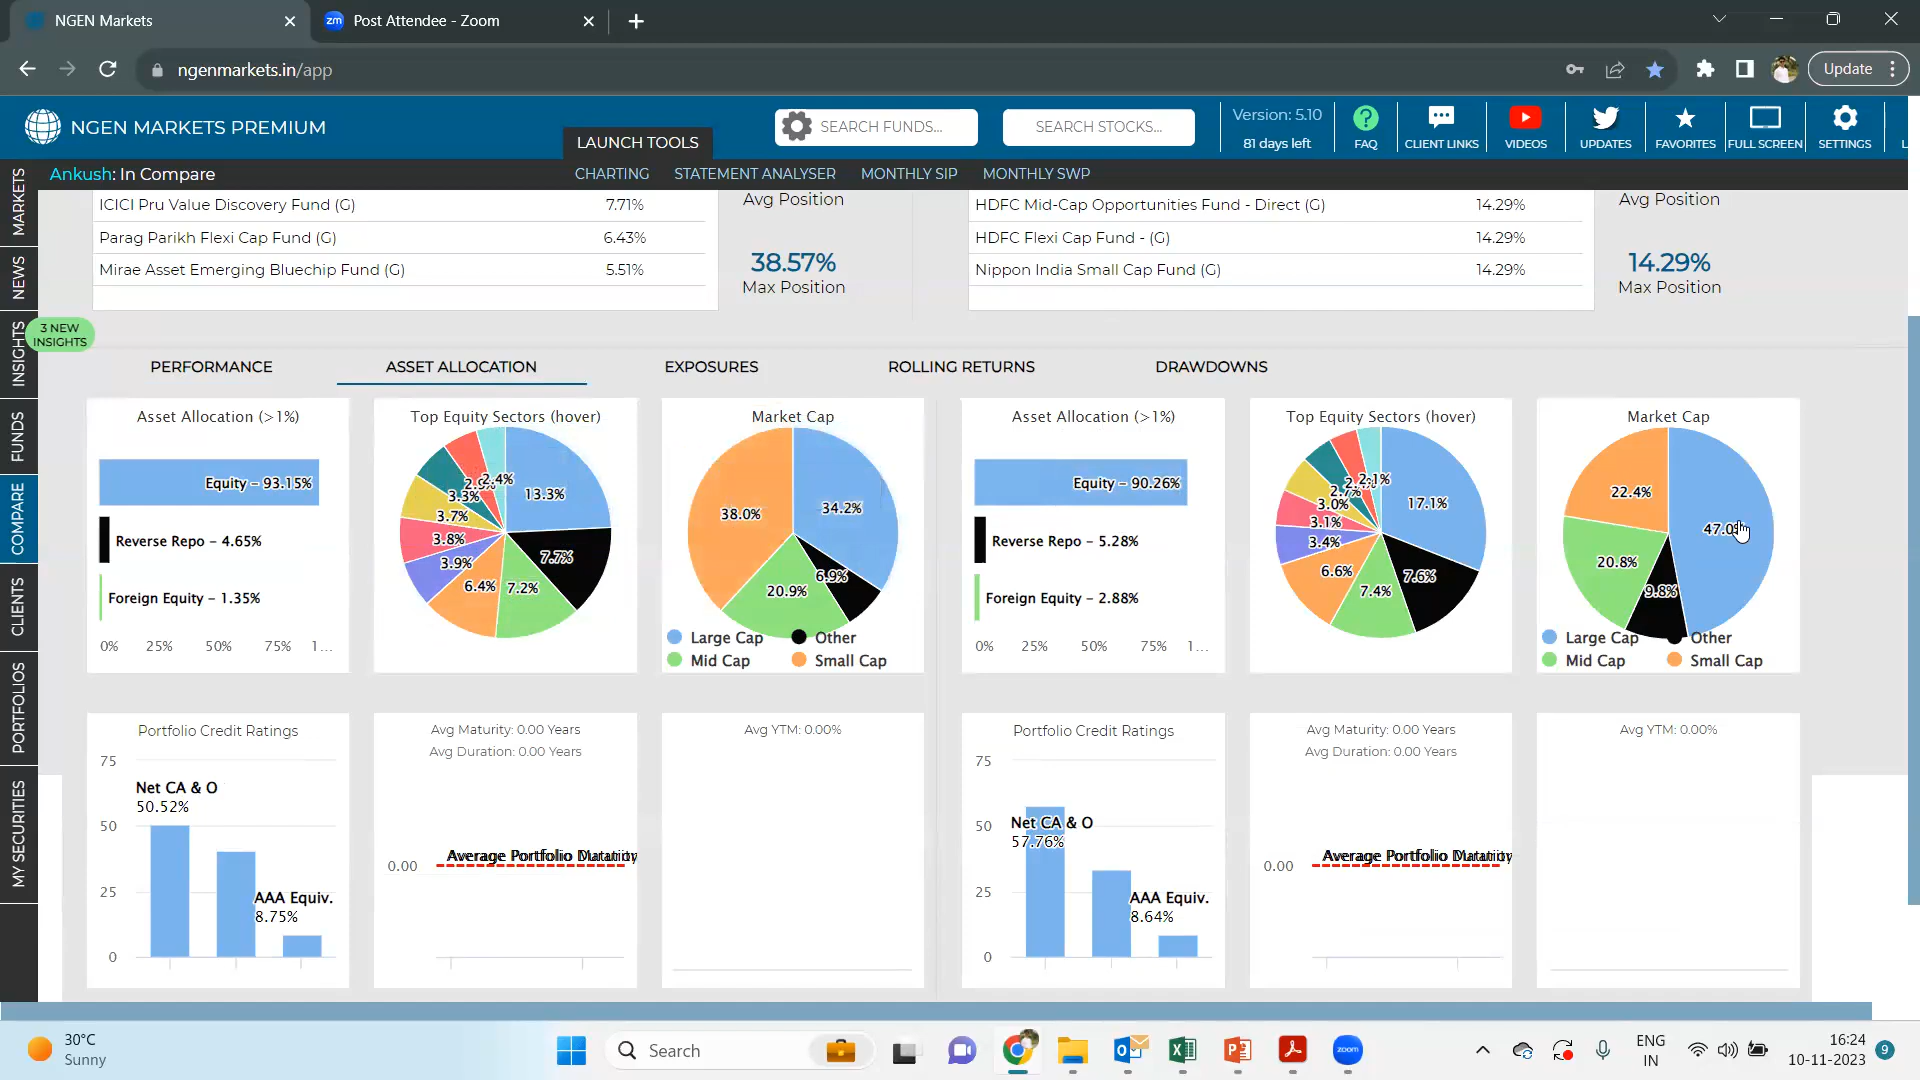 NGEN Markets
Post Attendee - Zoom
ngenmarkets.in/app
Update
NGEN MARKETS PREMIUM
LAUNCH TOOLS
SEARCH FUNDS...
SEARCH STOCKS...
Version: 5.10
81 days left
FAQ
CLIENT LINKS
VIDEOS
UPDATES
FAVORITES
FULL SCREEN
SETTINGS
Ankush: In Compare
CHARTING
STATEMENT ANALYSER
MONTHLY SIP
MONTHLY SWP
MARKETS
NEWS
INSIGHTS
3 NEW
INSIGHTS
FUNDS
COMPARE
CLIENTS
PORTFOLIOS
MY SECURITIES
ICICI Pru Value Discovery Fund (G) 7.71%
Parag Parikh Flexi Cap Fund (G) 6.43%
Mirae Asset Emerging Bluechip Fund (G) 5.51%
Avg Position
38.57%
Max Position
HDFC Mid-Cap Opportunities Fund - Direct (G) 14.29%
HDFC Flexi Cap Fund - (G) 14.29%
Nippon India Small Cap Fund (G) 14.29%
Avg Position
14.29%
Max Position
PERFORMANCE
ASSET ALLOCATION
EXPOSURES
ROLLING RETURNS
DRAWDOWNS
Asset Allocation (>1%)
Equity – 93.15%
Reverse Repo – 4.65%
Foreign Equity – 1.35%
0% 25% 50% 75% 1...
Top Equity Sectors (hover)
13.3%
7.7%
7.2%
6.4%
3.9%
3.8%
3.7%
3.3%
2.4%
Market Cap
34.2%
6.9%
20.9%
38.0%
Large Cap
Other
Mid Cap
Small Cap
Asset Allocation (>1%)
Equity – 90.26%
Reverse Repo – 5.28%
Foreign Equity – 2.88%
0% 25% 50% 75% 1...
Top Equity Sectors (hover)
17.1%
7.6%
7.4%
6.6%
3.4%
3.1%
3.0%
2.1%
Market Cap
9.8%
20.8%
22.4%
Large Cap
Other
Mid Cap
Small Cap
Portfolio Credit Ratings
75
50
25
0
Net CA & O
50.52%
AAA Equiv.
8.75%
Avg Maturity: 0.00 Years
Avg Duration: 0.00 Years
0.00
Average Portfolio
Avg YTM: 0.00%
Portfolio Credit Ratings
75
50
25
0
Net CA & O
57.76%
AAA Equiv.
8.64%
Avg Maturity: 0.00 Years
Avg Duration: 0.00 Years
0.00
Average Portfolio
Avg YTM: 0.00%
30°C
Sunny
Search
zoom
ENG
IN
16:24
10-11-2023
9